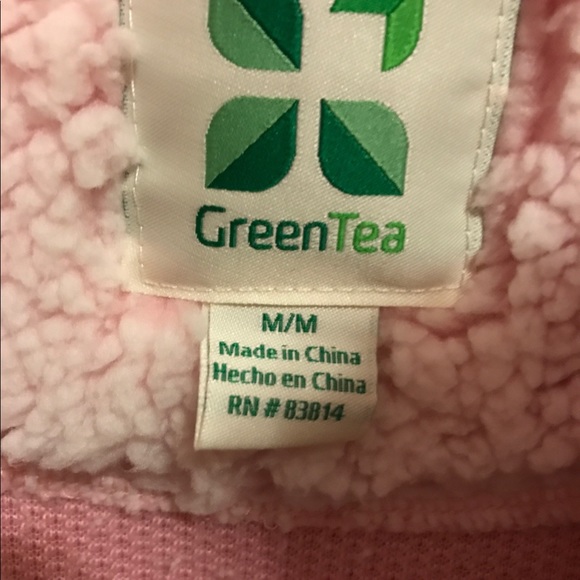 GreenTea
M/M
Made in China
Hecho en China
RN # 83814